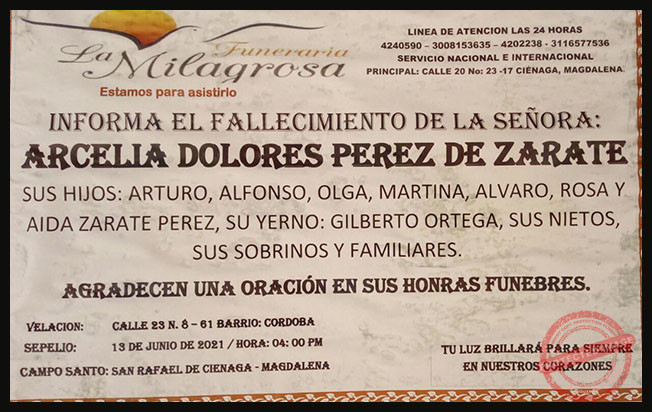 Funeraria
La Milagrosa
Estamos para asistirlo
LINEA DE ATENCION LAS 24 HORAS
4240590 – 3008153635 – 4202238 - 3116577536
SERVICIO NACIONAL E INTERNACIONAL
PRINCIPAL: CALLE 20 No: 23 -17 CIÉNAGA, MAGDALENA
INFORMA EL FALLECIMIENTO DE LA SEÑORA:
ARCELIA DOLORES PEREZ DE ZARATE
SUS HIJOS: ARTURO, ALFONSO, OLGA, MARTINA, ALVARO, ROSA Y
AIDA ZARATE PEREZ, SU YERNO: GILBERTO ORTEGA, SUS NIETOS,
SUS SOBRINOS Y FAMILIARES.
AGRADECEN UNA ORACIÓN EN SUS HONRAS FUNEBRES.
VELACION: CALLE 23 N. 8 – 61 BARRIO: CORDOBA
SEPELIO: 13 DE JUNIO DE 2021 / HORA: 04: 00 PM
CAMPO SANTO: SAN RAFAEL DE CIENAGA - MAGDALENA
TU LUZ BRILLARÁ PARA SIEMPRE
EN NUESTROS CORAZONES